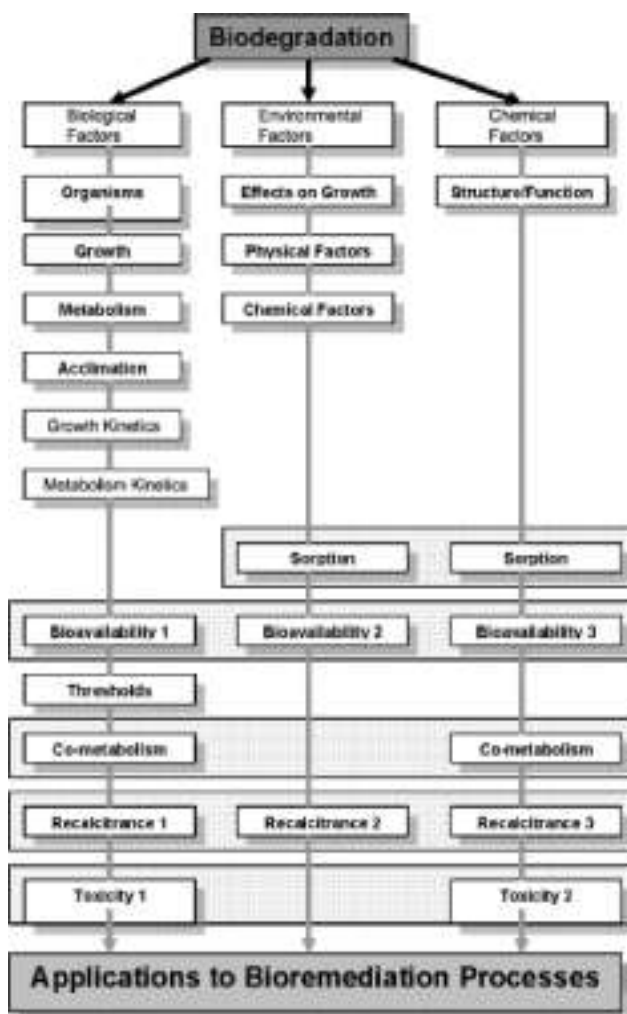 Biodegradation
Biological
Factors
Environmental
Factors
Chemical
Factors
Organisms
Effects on Growth
Structure/Function
Growth
Physical Factors
Metabolism
Chemical Factors
Acclimation
Growth Kinetics
Metabolism Kinetics
Sorption
Sorption
Bioavailability 1
Bioavailability 2
Bioavailability 3
Thresholds
Co-metabolism
Co-metabolism
Recalcitrance 1
Recalcitrance 2
Recalcitrance 3
Toxicity 1
Toxicity 2
Applications to Bioremediation Processes